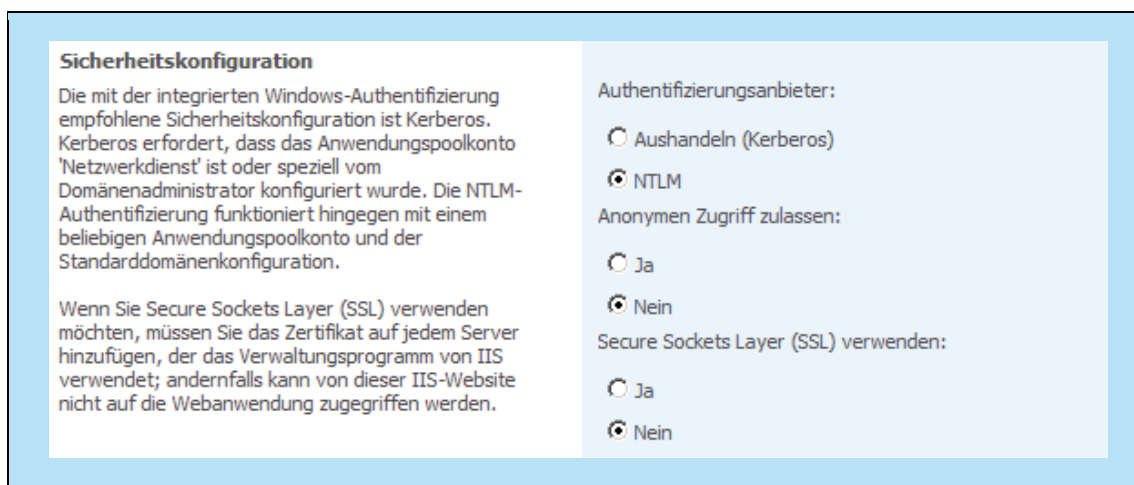 Sicherheitskonfiguration
Die mit der integrierten Windows-Authentifizierung
empfohlene Sicherheitskonfiguration ist Kerberos.
Kerberos erfordert, dass das Anwendungspoolkonto
'Netzwerkdienst' ist oder speziell vom
Domänenadministrator konfiguriert wurde. Die NTLM-
Authentifizierung funktioniert hingegen mit einem
beliebigen Anwendungspoolkonto und der
Standarddomänenkonfiguration.
Wenn Sie Secure Sockets Layer (SSL) verwenden
möchten, müssen Sie das Zertifikat auf jedem Server
hinzufügen, der das Verwaltungsprogramm von IIS
verwendet; andernfalls kann von dieser IIS-Website
nicht auf die Webanwendung zugegriffen werden.
Authentifizierungsanbieter:
Aushandeln (Kerberos)
NTLM
Anonymen Zugriff zulassen:
Ja
Nein
Secure Sockets Layer (SSL) verwenden:
Ja
Nein